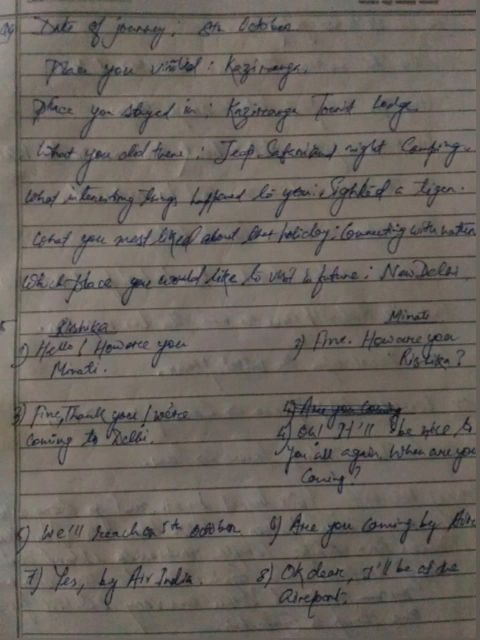 Date of journey: 5th October
Place you visited: Kaziranga.
Place you stayed in: Kaziranga Tourist Lodge.
What you did there: Jeep Safari and night Camping.
What interesting things happened to you: Sighted a tiger.
What you most liked about that holiday: Connecting with nature
Which place you would like to visit in future: New Delhi
Rishika
Minati
1) Hello! How are you
Minati.
2) Fine. How are you
Rishika?
3) Fine, Thank you! We're
coming to Delhi.
4) Are you coming
4) Oh! It'll be nice to
you all again. When are you
Coming?
5) We'll reach on 5th october
6) Are you coming by
7) Yes, by Air India.
8) Ok dear, I'll be at the
aireport.